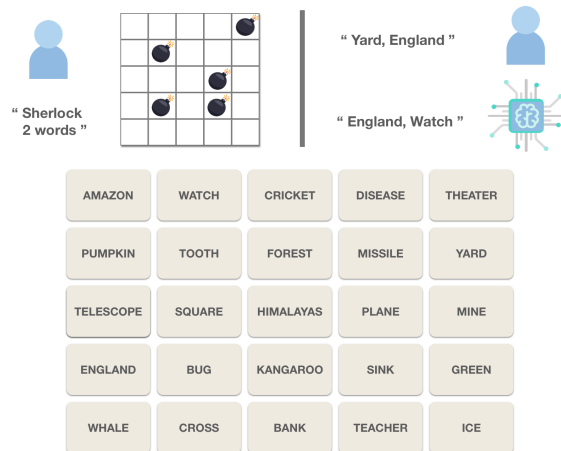 “ Yard, England ”
“ Sherlock
2 words ”
“ England, Watch ”
AMAZON WATCH CRICKET DISEASE THEATER
PUMPKIN TOOTH FOREST MISSILE YARD
TELESCOPE SQUARE HIMALAYAS PLANE MINE
ENGLAND BUG KANGAROO SINK GREEN
WHALE CROSS BANK TEACHER ICE